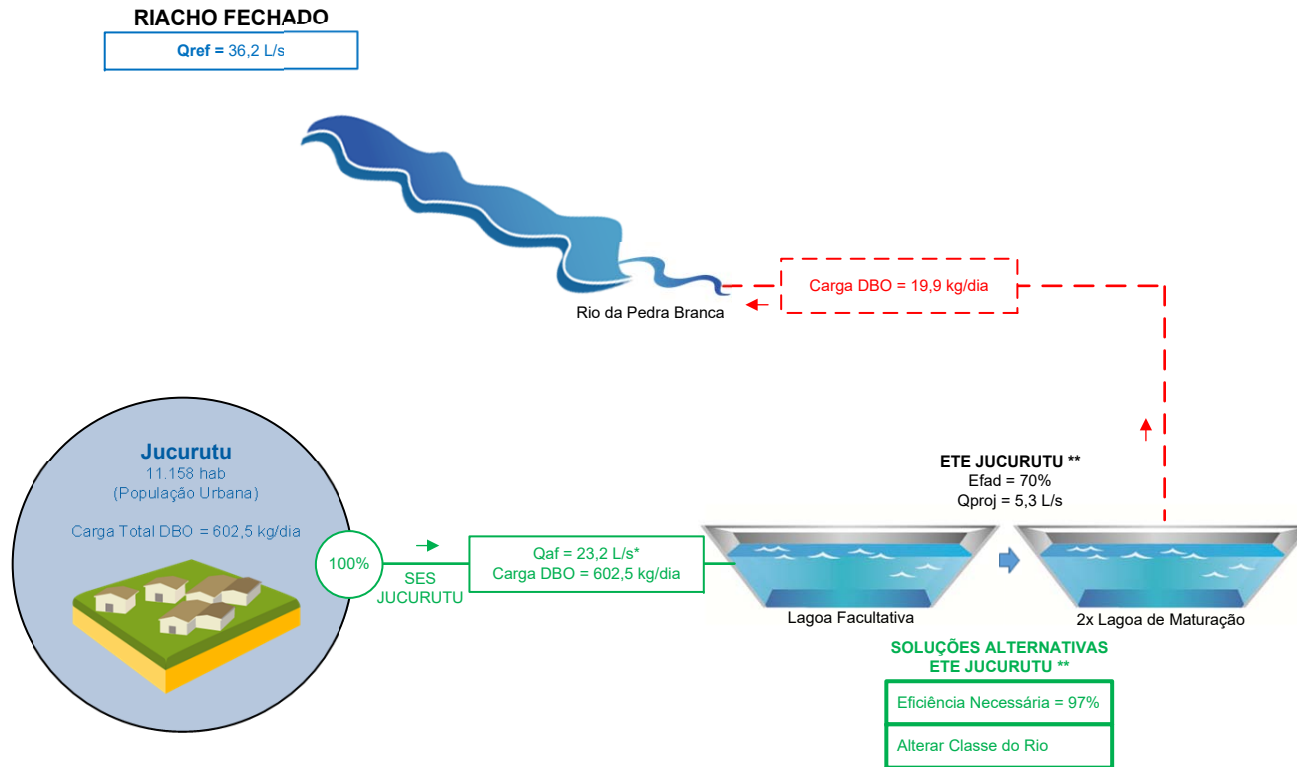 RIACHO FECHADO
Qref = 36,2 L/s
Rio da Pedra Branca
Carga DBO = 19,9 kg/dia
Jucurutu
11.158 hab
(População Urbana)
Carga Total DBO = 602,5 kg/dia
100%
SES
JUCURUTU
Qaf = 23,2 L/s*
Carga DBO = 602,5 kg/dia
ETE JUCURUTU **
Efad = 70%
Qproj = 5,3 L/s
Lagoa Facultativa
2x Lagoa de Maturação
SOLUÇÕES ALTERNATIVAS
ETE JUCURUTU **
Eficiência Necessária = 97%
Alterar Classe do Rio